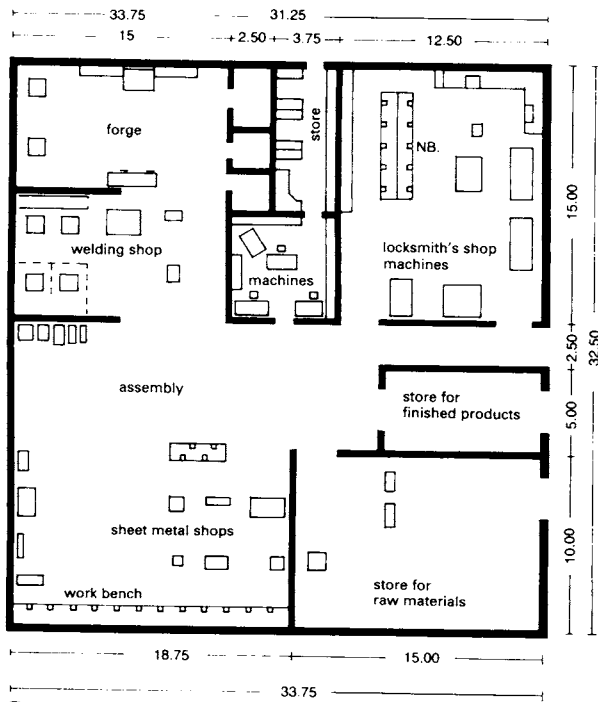 33.75 31.25
15 2.50 3.75 12.50
forge
store
NB.
15.00
welding shop
machines
locksmith's shop
machines
2.50
32.50
assembly
store for
finished products
5.00
sheet metal shops
10.00
work bench
store for
raw materials
18.75 15.00
33.75